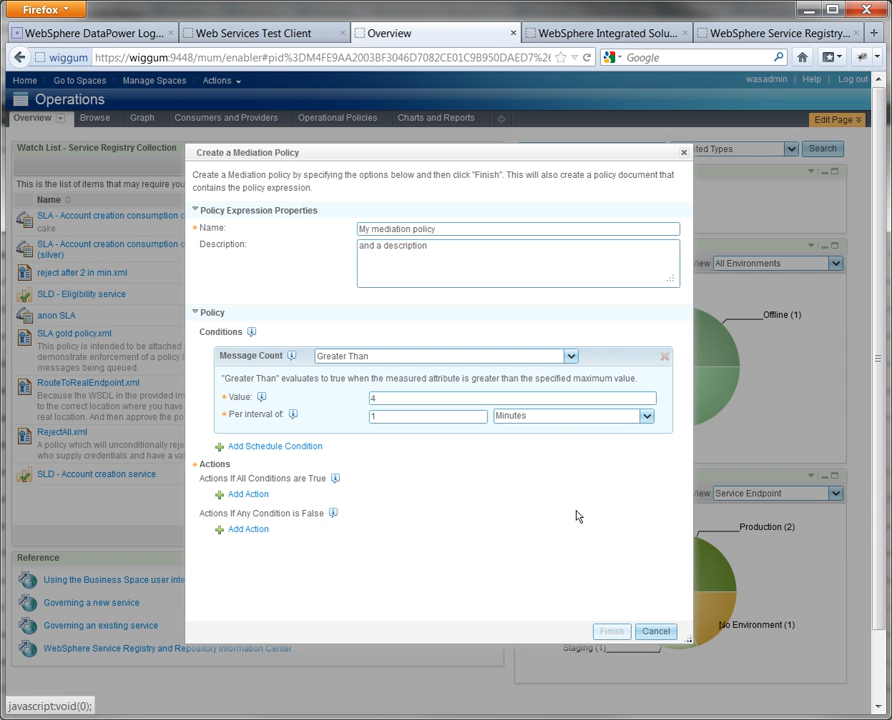 Firefox
WebSphere DataPower Log...
Web Services Test Client
Overview
WebSphere Integrated Solu...
WebSphere Service Registry...
wiggum
https://wiggum:9448/mum/enabler#pid%3DM4FE9AA2003BF3046D7082CE01C9B950DAED7%26
Google
Home
Go to Spaces
Manage Spaces
Actions
wasadmin
Help
Log out
Operations
Overview
Browse
Graph
Consumers and Providers
Operational Policies
Charts and Reports
Edit Page
Watch List - Service Registry Collection
This is the list of items that may require you
Name
SLA - Account creation consumption
cake
SLA - Account creation consumption
(silver)
reject after 2 in min.xml
SLD - Eligibility service
anon SLA
SLA gold policy.xml
This policy is intended to be attached
demonstrate enforcement of a policy
messages being queued.
RouteToRealEndpoint.xml
Because the WSDL in the provided
to the correct location where you have
real location. And then approve the po
RejectAll.xml
A policy which will unconditionally rejec
who supply credentials and have a val
SLD - Account creation service
Reference
Using the Business Space user inte
Governing a new service
Governing an existing service
WebSphere Service Registry and Repository Information Center
ted Types
Search
iew
All Environments
Offline (1)
iew
Service Endpoint
Production (2)
No Environment (1)
Staging (1)
Create a Mediation Policy
Create a Mediation policy by specifying the options below and then click "Finish". This will also create a policy document that
contains the policy expression.
Policy Expression Properties
Name:
My mediation policy
Description:
and a description
Policy
Conditions
Message Count
Greater Than
"Greater Than" evaluates to true when the measured attribute is greater than the specified maximum value.
Value:
4
Per interval of:
1
Minutes
Add Schedule Condition
Actions
Actions If All Conditions are True
Add Action
Actions If Any Condition is False
Add Action
Finish
Cancel
javascript:void(0);